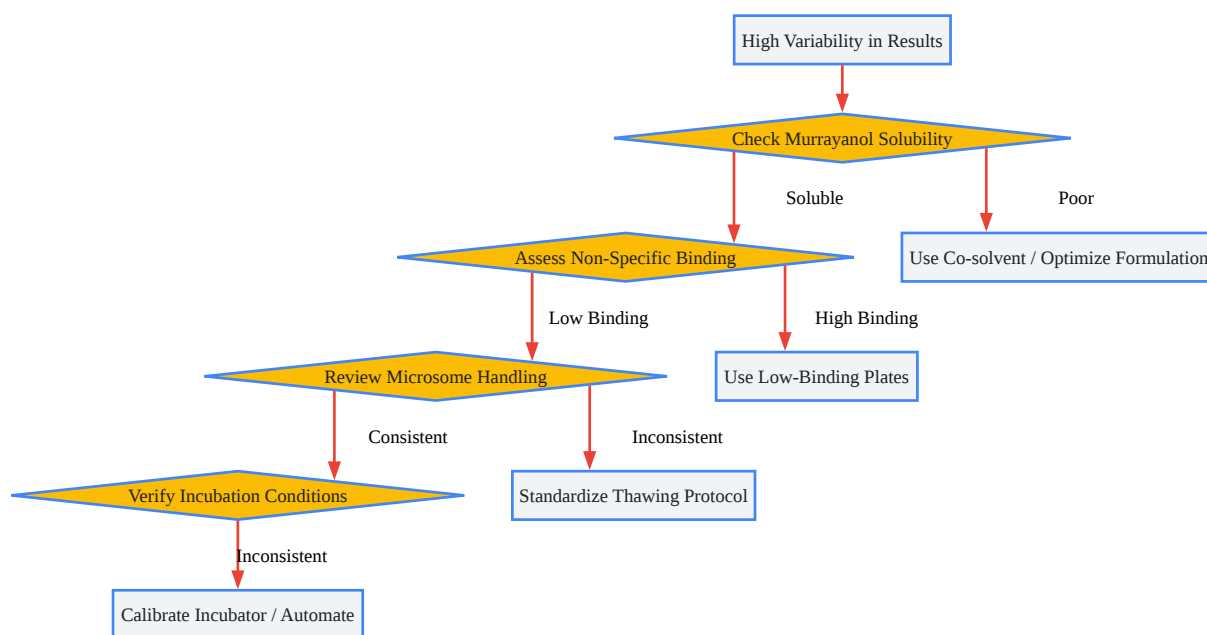 High Variability in Results
Check Murrayanol Solubility
Soluble
Poor
Assess Non-Specific Binding
Use Co-solvent / Optimize Formulation
Low Binding
High Binding
Review Microsome Handling
Use Low-Binding Plates
Consistent
Inconsistent
Verify Incubation Conditions
Standardize Thawing Protocol
Inconsistent
Calibrate Incubator / Automate